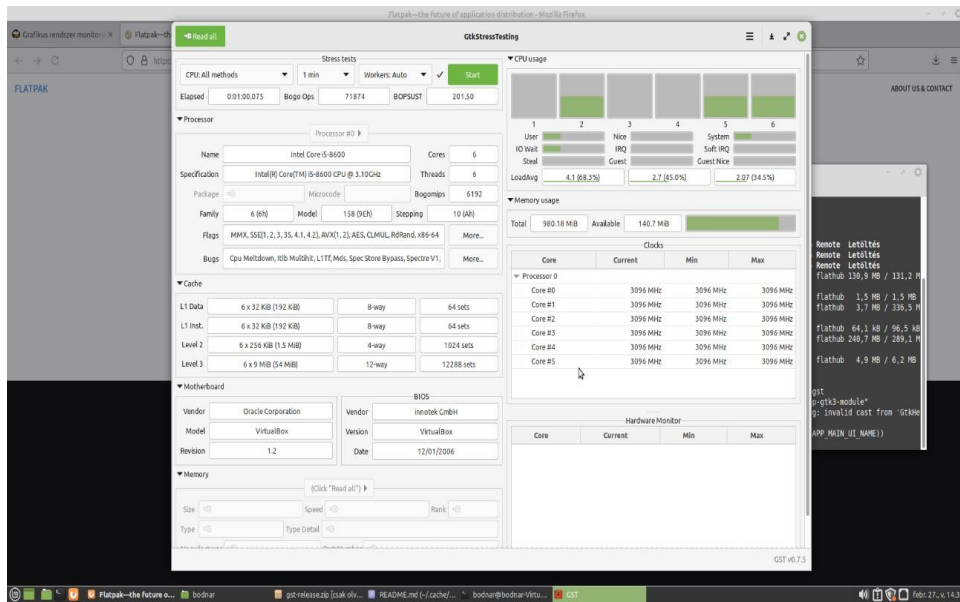 Flatpak—the future of application distribution - Mozilla Firefox
Grafikus rendszer monitor
Flatpak—th
FLATPAK
ABOUT US & CONTACT
Read all
GtkStressTesting
Stress tests
CPU: All methods
1 min
Workers: Auto
Start
Elapsed 0:01:00.075 Bogo Ops 71874 BOPSUST 201.50
Processor
Processor #0
Name Intel Core i5-8600 Cores 6
Specification Intel(R) Core(TM) i5-8600 CPU @ 3.10GHz Threads 6
Package Microcode Bogomips 6192
Family 6 (6h) Model 158 (9Eh) Stepping 10 (Ah)
Flags MMX, SSE(1, 2, 3, 3S, 4.1, 4.2), AVX(1, 2), AES, CLMUL, RdRand, x86-64 More...
Bugs Cpu Meltdown, Itlb Multihit, L1Tf, Mds, Spec Store Bypass, Spectre V1, More...
Cache
L1 Data 6 x 32 KiB (192 KiB) 8-way 64 sets
L1 Inst. 6 x 32 KiB (192 KiB) 8-way 64 sets
Level 2 6 x 256 KiB (1.5 MiB) 4-way 1024 sets
Level 3 6 x 9 MiB (54 MiB) 12-way 12288 sets
Motherboard
Vendor Oracle Corporation
Model VirtualBox
Revision 1.2
BIOS
Vendor innotek GmbH
Version VirtualBox
Date 12/01/2006
Memory
(Click "Read all")
Size Speed Rank
Type Type Detail
CPU usage
1 2 3 4 5 6
User Nice System
IO Wait IRQ Soft IRQ
Steal Guest Guest Nice
LoadAvg 4.1 (68.3%) 2.7 (45.0%) 2.07 (34.5%)
Memory usage
Total 980.18 MiB Available 140.7 MiB
Clocks
Core Current Min Max
Processor 0
Core #0 3096 MHz 3096 MHz 3096 MHz
Core #1 3096 MHz 3096 MHz 3096 MHz
Core #2 3096 MHz 3096 MHz 3096 MHz
Core #3 3096 MHz 3096 MHz 3096 MHz
Core #4 3096 MHz 3096 MHz 3096 MHz
Core #5 3096 MHz 3096 MHz 3096 MHz
Hardware Monitor
Core Current Min Max
GST v0.7.5
Remote Letöltés
Remote Letöltés
Remote Letöltés
flathub 130,9 MB / 131,2 M
flathub 1,5 MB / 1,5 MB
flathub 3,7 MB / 336,5 M
flathub 64,1 kB / 96,5 kB
flathub 240,7 MB / 289,1 M
flathub 4,9 MB / 6,2 MB
gst
p-gtk3-module"
g: invalid cast from 'GtkHe
APP_MAIN_UI_NAME))
Flatpak—the future o...
bodnar
gst-release.zip [csak olv...
README.md (~/.cache/...
bodnar@bodnar-Virtu...
GST
febr. 27., v, 14.3